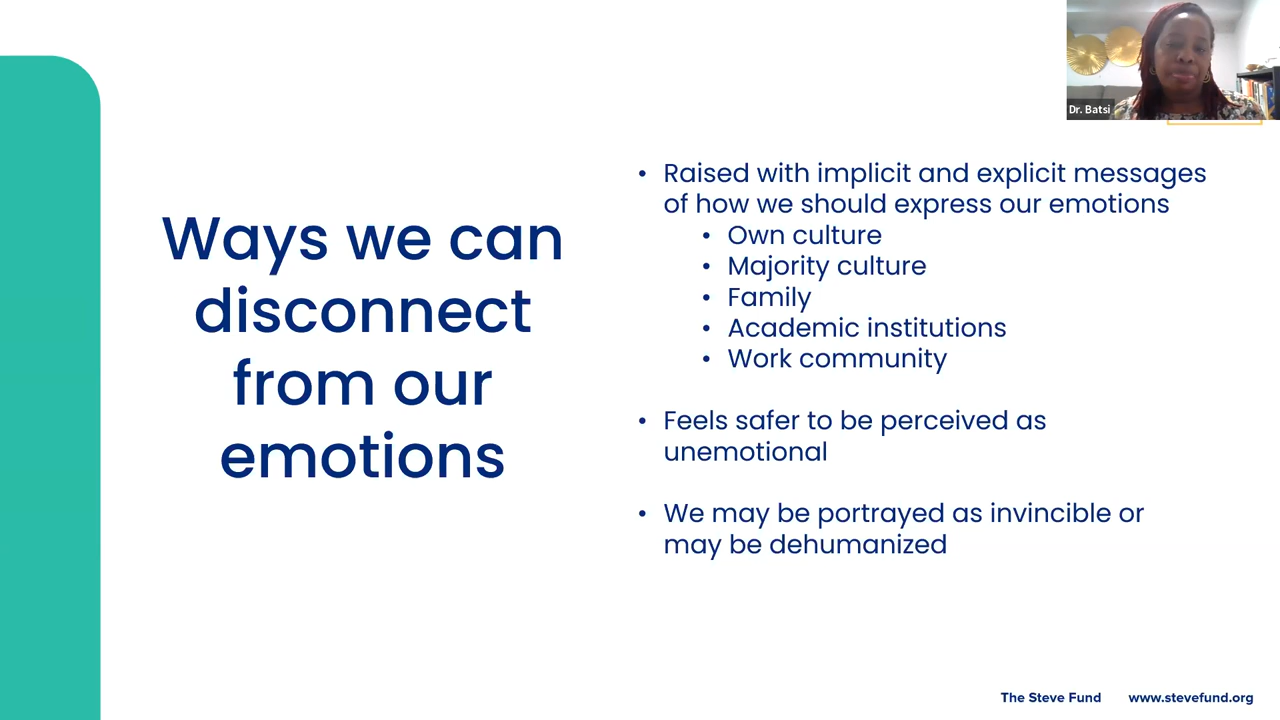 Dr. Batsi
Ways we can
disconnect
from our
emotions
• Raised with implicit and explicit messages
of how we should express our emotions
• Own culture
• Majority culture
• Family
• Academic institutions
• Work community
• Feels safer to be perceived as
unemotional
• We may be portrayed as invincible or
may be dehumanized
The Steve Fund www.stevefund.org